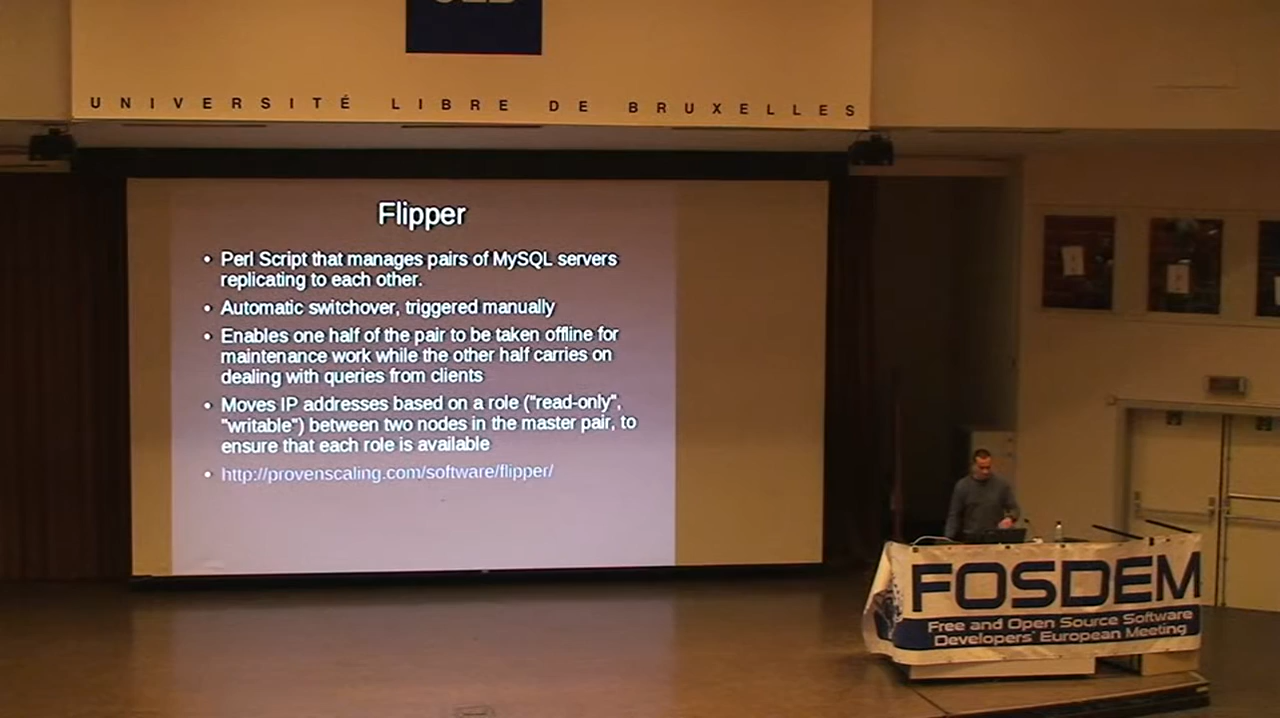 UNIVERSITÉ LIBRE DE BRUXELLES
Flipper
• Perl Script that manages pairs of MySQL servers
replicating to each other.
• Automatic switchover, triggered manually
• Enables one half of the pair to be taken offline for
maintenance work while the other half carries on
dealing with queries from clients
• Moves IP addresses based on a role ("read-only",
"writable") between two nodes in the master pair, to
ensure that each role is available
• http://provenscaling.com/software/flipper/
FOSDEM
Free and Open Source Software
Developers' European Meeting